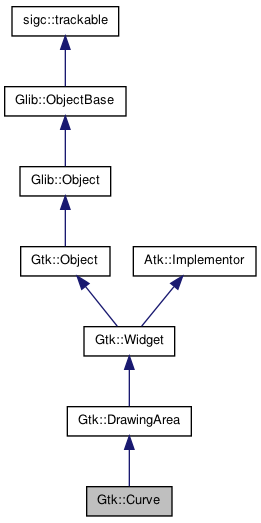 sigc::trackable
Glib::ObjectBase
Glib::Object
Gtk::Object
Atk::Implementor
Gtk::Widget
Gtk::DrawingArea
Gtk::Curve